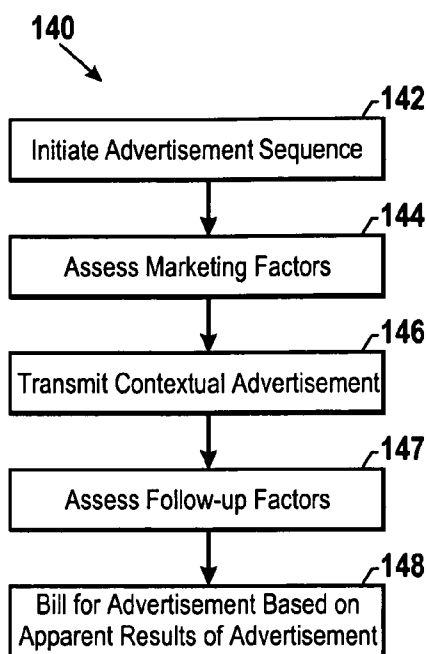 140
142
Initiate Advertisement Sequence
144
Assess Marketing Factors
146
Transmit Contextual Advertisement
147
Assess Follow-up Factors
148
Bill for Advertisement Based on
Apparent Results of Advertisement